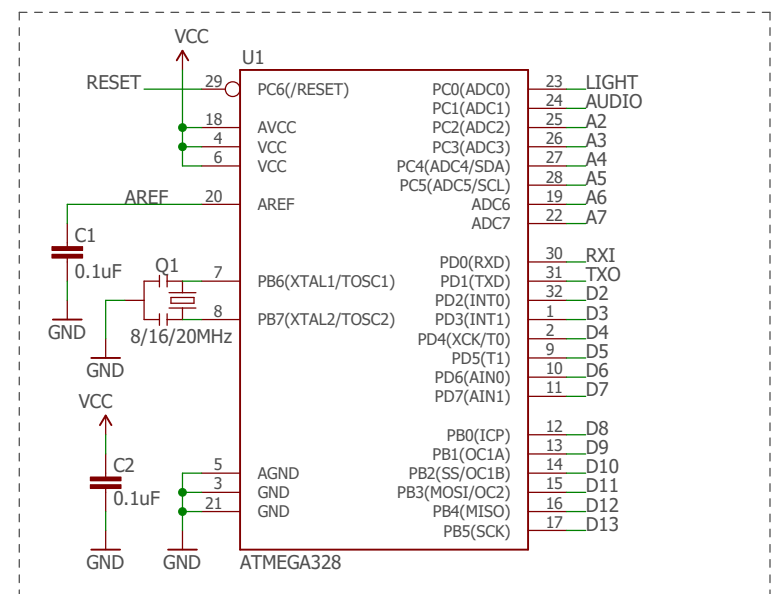 VCC
U1
RESET 29 PC6(/RESET) PC0(ADC0) 23 LIGHT
PC1(ADC1) 24 AUDIO
18 AVCC PC2(ADC2) 25 A2
4 VCC PC3(ADC3) 26 A3
6 VCC PC4(ADC4/SDA) 27 A4
PC5(ADC5/SCL) 28 A5
AREF 20 AREF ADC6 19 A6
ADC7 22 A7
C1
0.1uF
GND
Q1
7 PB6(XTAL1/TOSC1)
8 PB7(XTAL2/TOSC2)
8/16/20MHz
GND
PD0(RXD) 30 RXI
PD1(TXD) 31 TXO
PD2(INT0) 32 D2
PD3(INT1) 1 D3
PD4(XCK/T0) 2 D4
PD5(T1) 9 D5
PD6(AIN0) 10 D6
PD7(AIN1) 11 D7
VCC
C2
0.1uF
GND
PB0(ICP) 12 D8
PB1(OC1A) 13 D9
5 AGND PB2(SS/OC1B) 14 D10
3 GND PB3(MOSI/OC2) 15 D11
21 GND PB4(MISO) 16 D12
PB5(SCK) 17 D13
GND
ATMEGA328